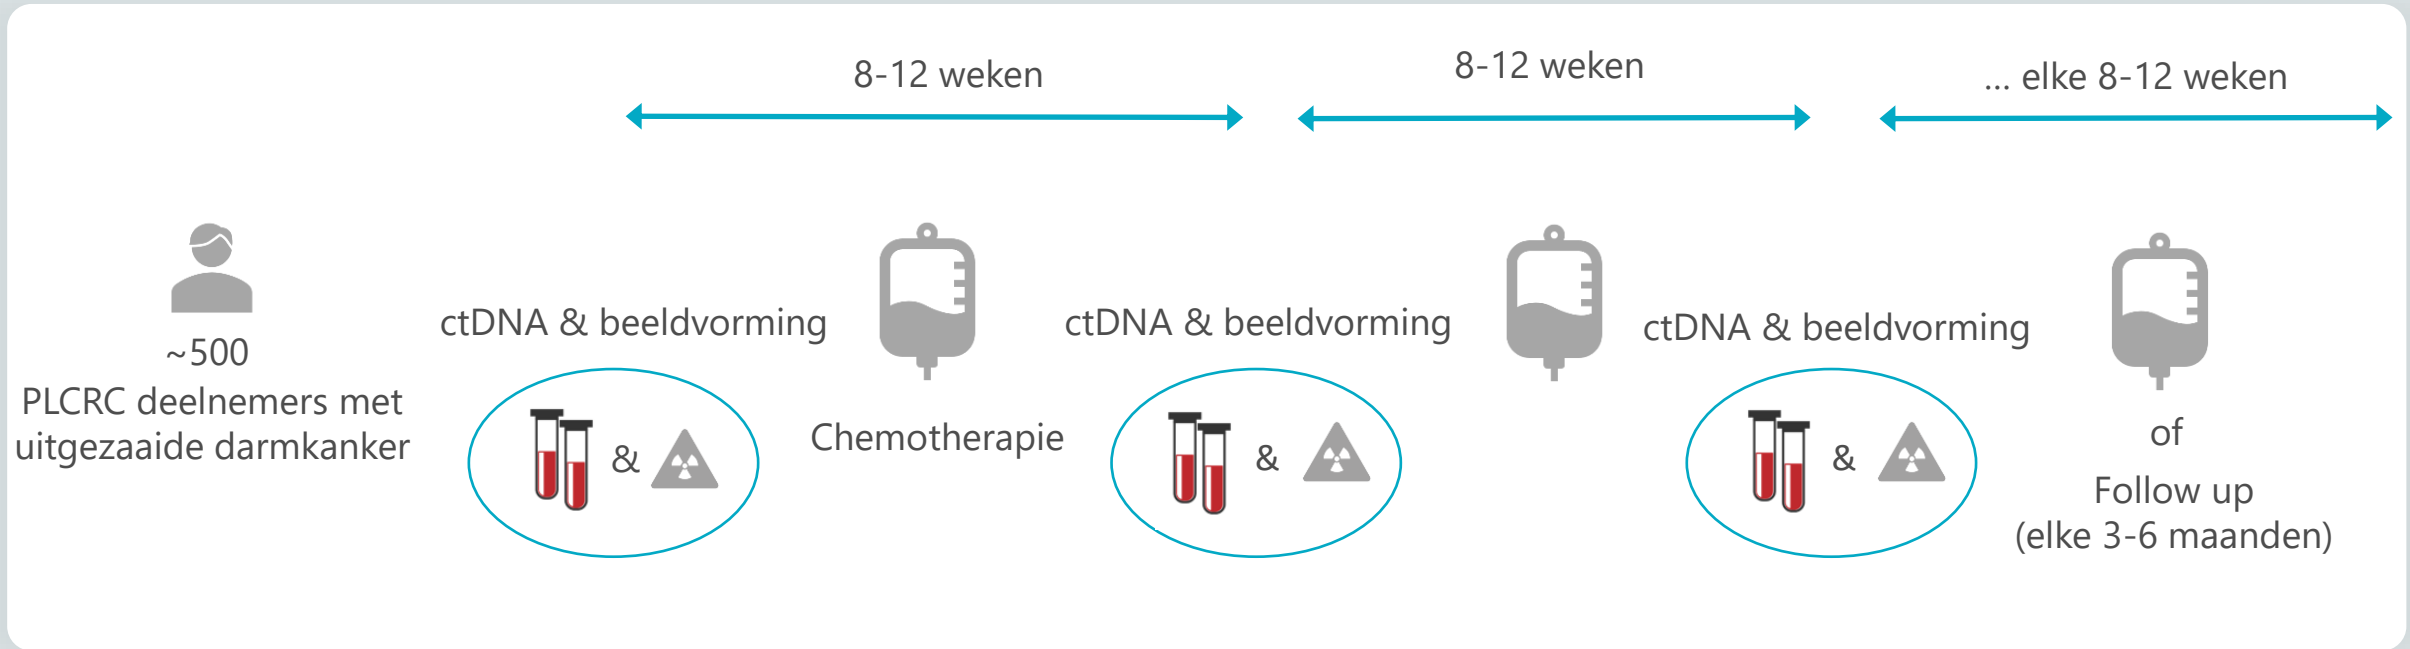 8-12 weken
8-12 weken
... elke 8-12 weken
~500
PLCRC deelnemers met
uitgezaaide darmkanker
ctDNA & beeldvorming
&
Chemotherapie
ctDNA & beeldvorming
&
ctDNA & beeldvorming
&
of
Follow up
(elke 3-6 maanden)